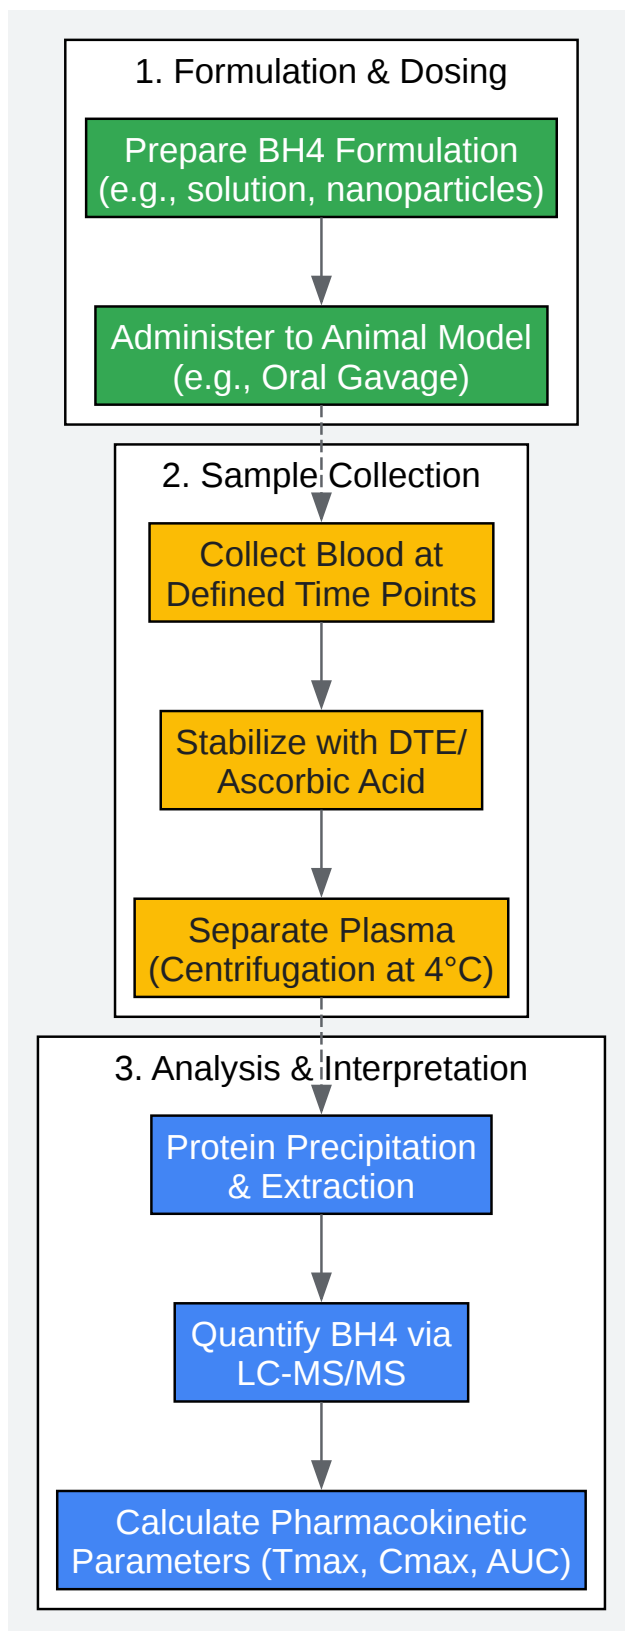 1. Formulation & Dosing
Prepare BH4 Formulation
(e.g., solution, nanoparticles)
Administer to Animal Model
(e.g., Oral Gavage)
2. Sample Collection
Collect Blood at
Defined Time Points
Stabilize with DTE/
Ascorbic Acid
Separate Plasma
(Centrifugation at 4°C)
3. Analysis & Interpretation
Protein Precipitation
& Extraction
Quantify BH4 via
LC-MS/MS
Calculate Pharmacokinetic
Parameters (Tmax, Cmax, AUC)